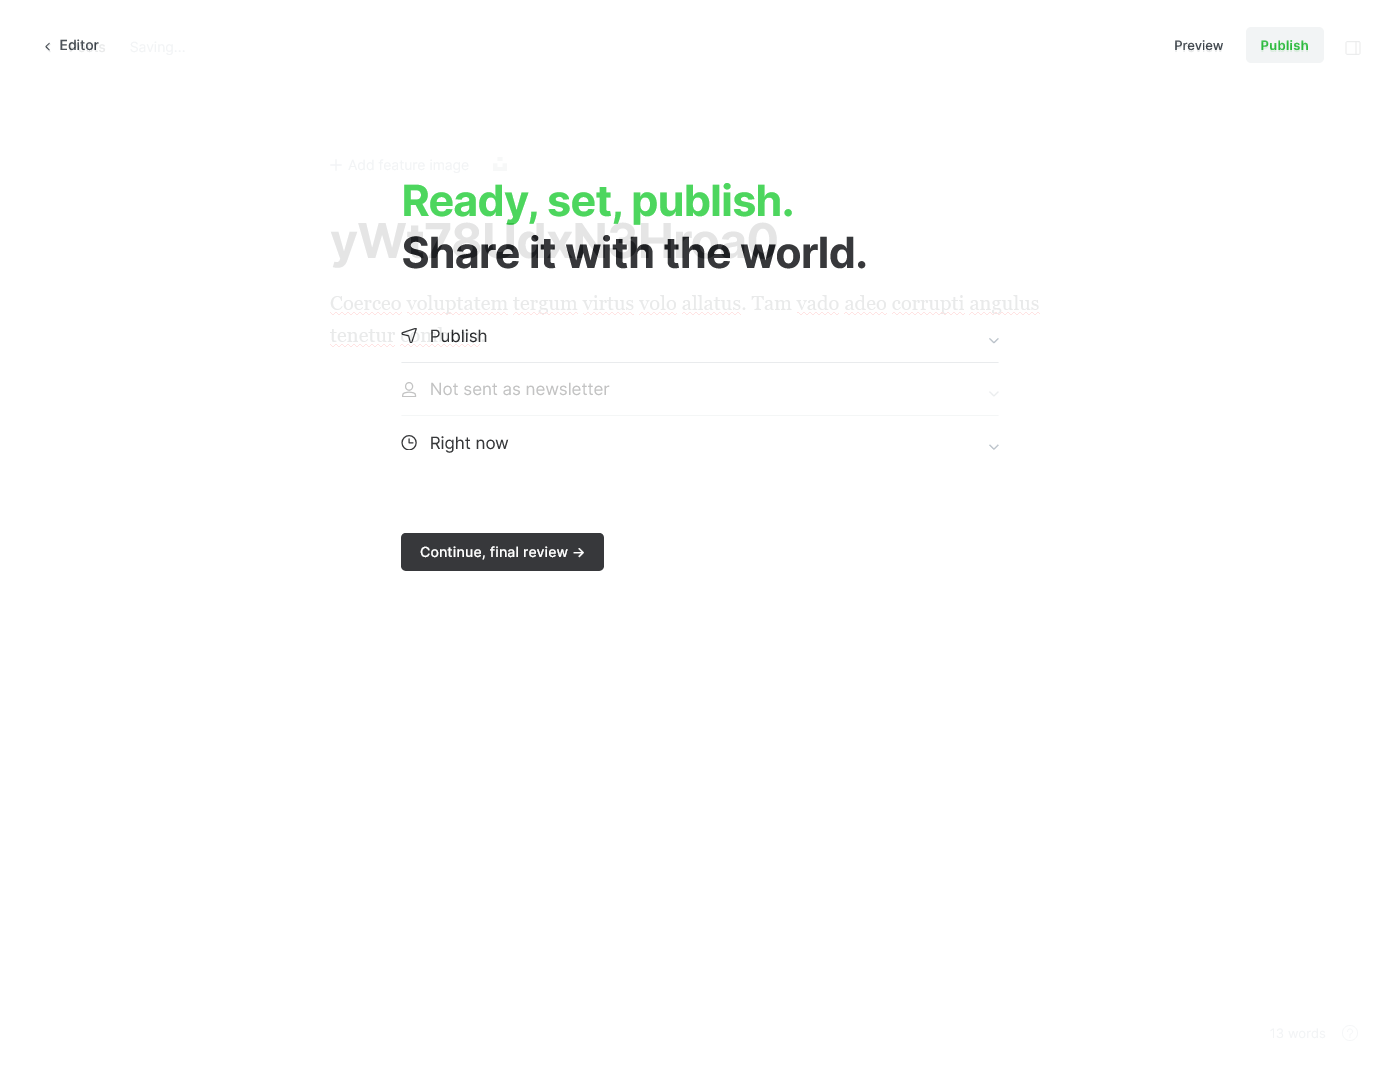 Editor
Saving...
Preview
Publish
Add feature image
Ready, set, publish.
yWt78UdxN3Hroa0
Share it with the world.
Coerceo voluptatem tergum virtus volo allatus. Tam vado adeo corrupti angulus
tenetur
Publish
Not sent as newsletter
Right now
Continue, final review →
13 words